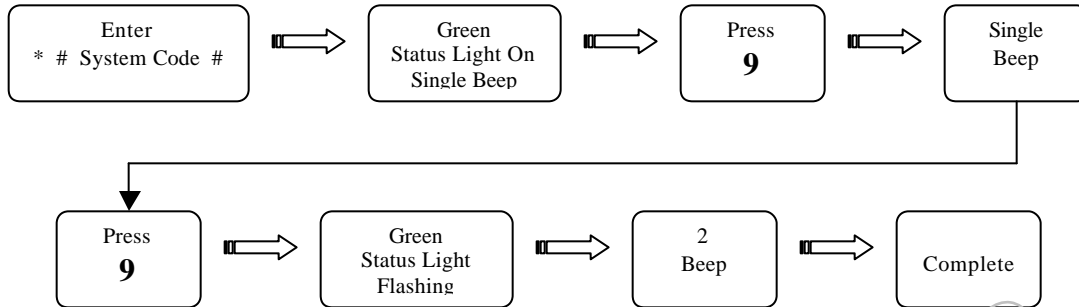 Enter
* # System Code #
Green
Status Light On
Single Beep
Press
9
Single
Beep
Press
9
Green
Status Light
Flashing
2
Beep
Complete